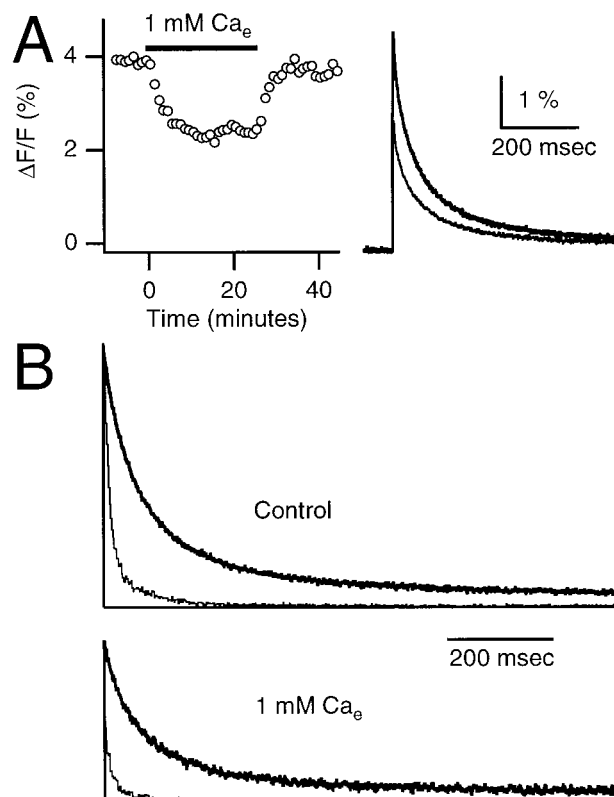 A
1 mM Cae
4
2
0
ΔF/F (%)
0 20 40
Time (minutes)
1 %
200 msec
B
Control
200 msec
1 mM Cae